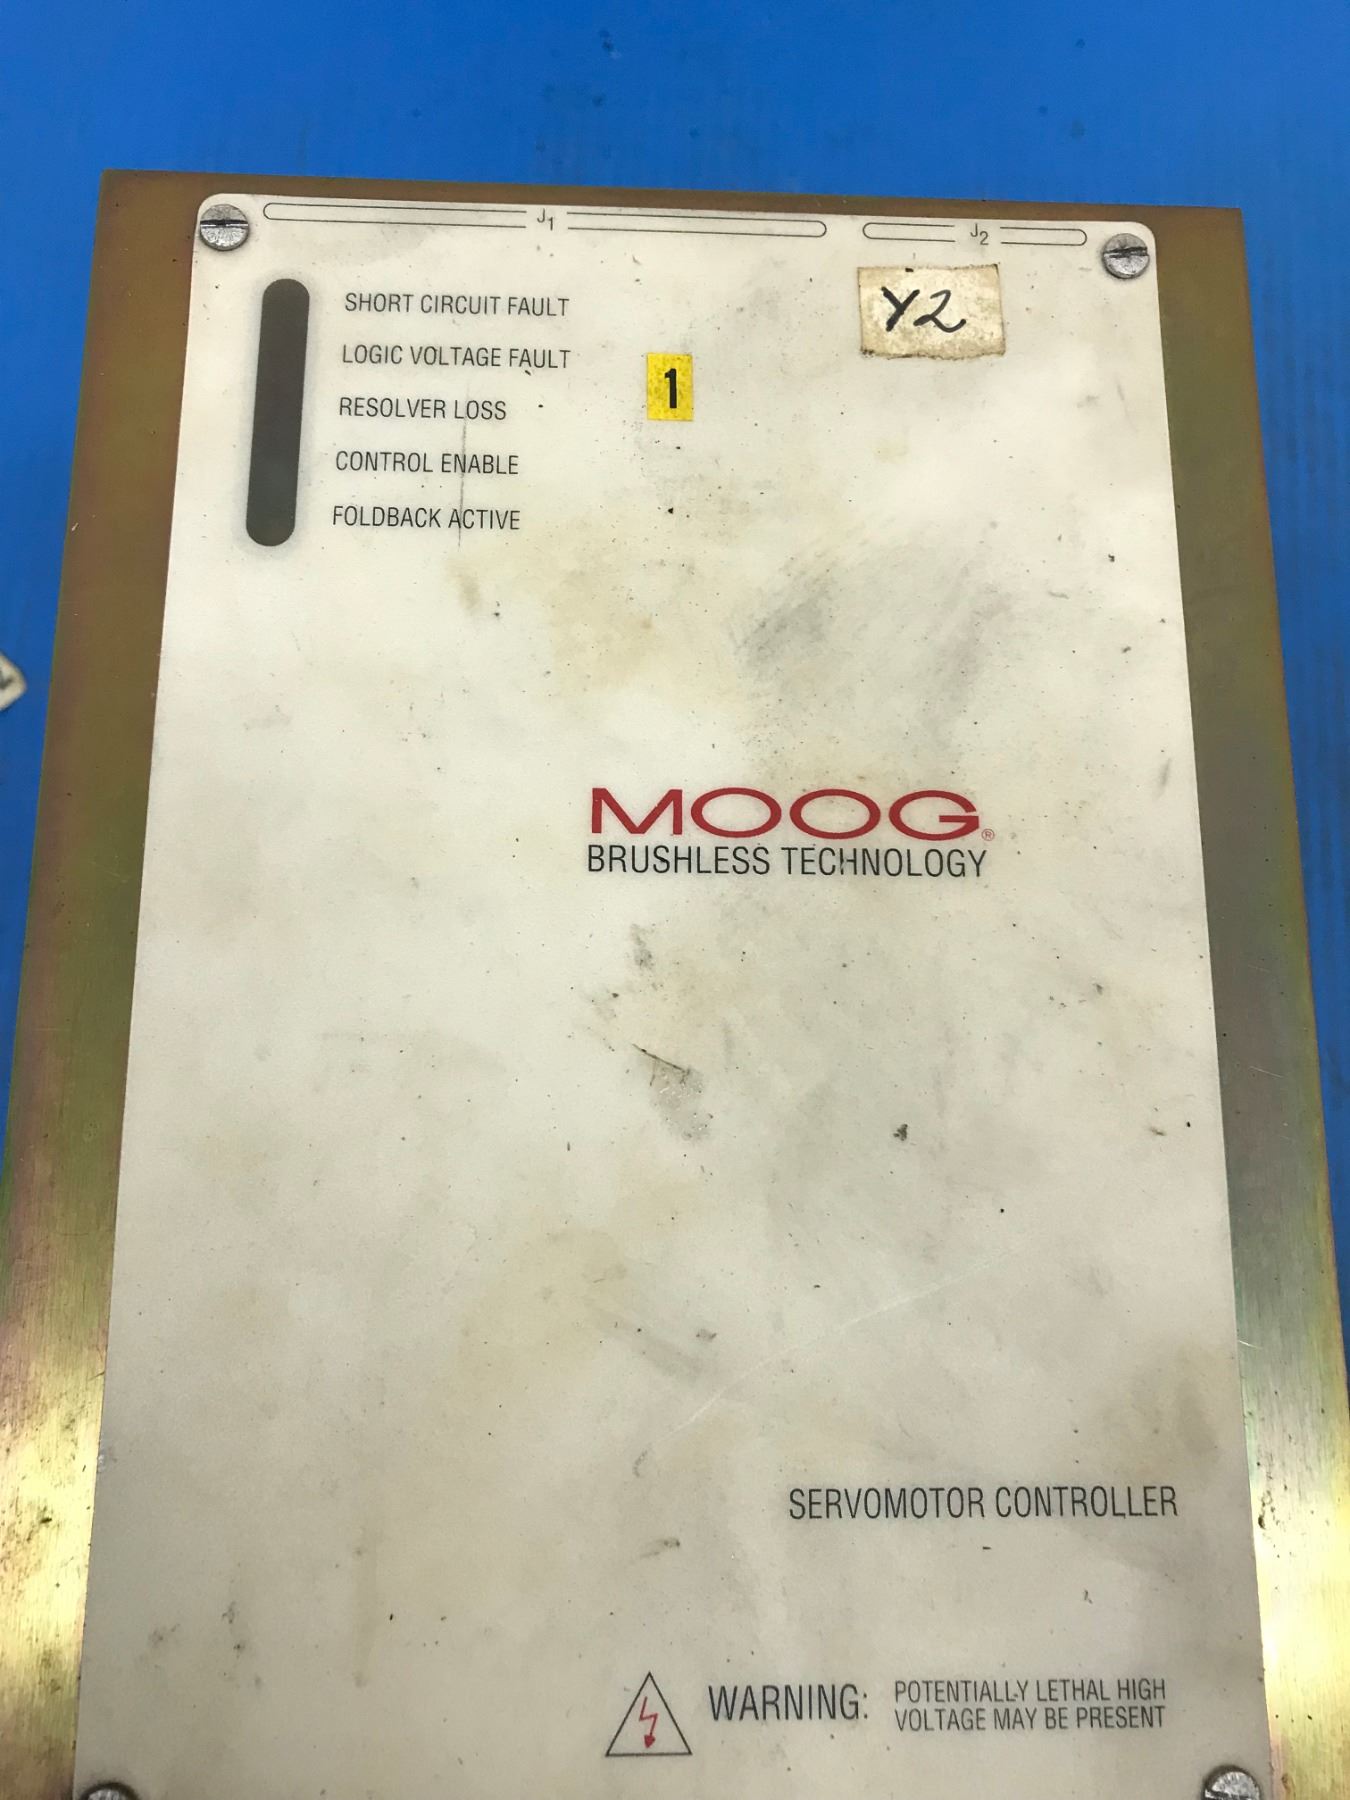 J1
J2
SHORT CIRCUIT FAULT
Y2
LOGIC VOLTAGE FAULT
1
RESOLVER LOSS
CONTROL ENABLE
FOLDBACK ACTIVE
MOOG®
BRUSHLESS TECHNOLOGY
SERVOMOTOR CONTROLLER
WARNING: POTENTIALLY LETHAL HIGH
VOLTAGE MAY BE PRESENT